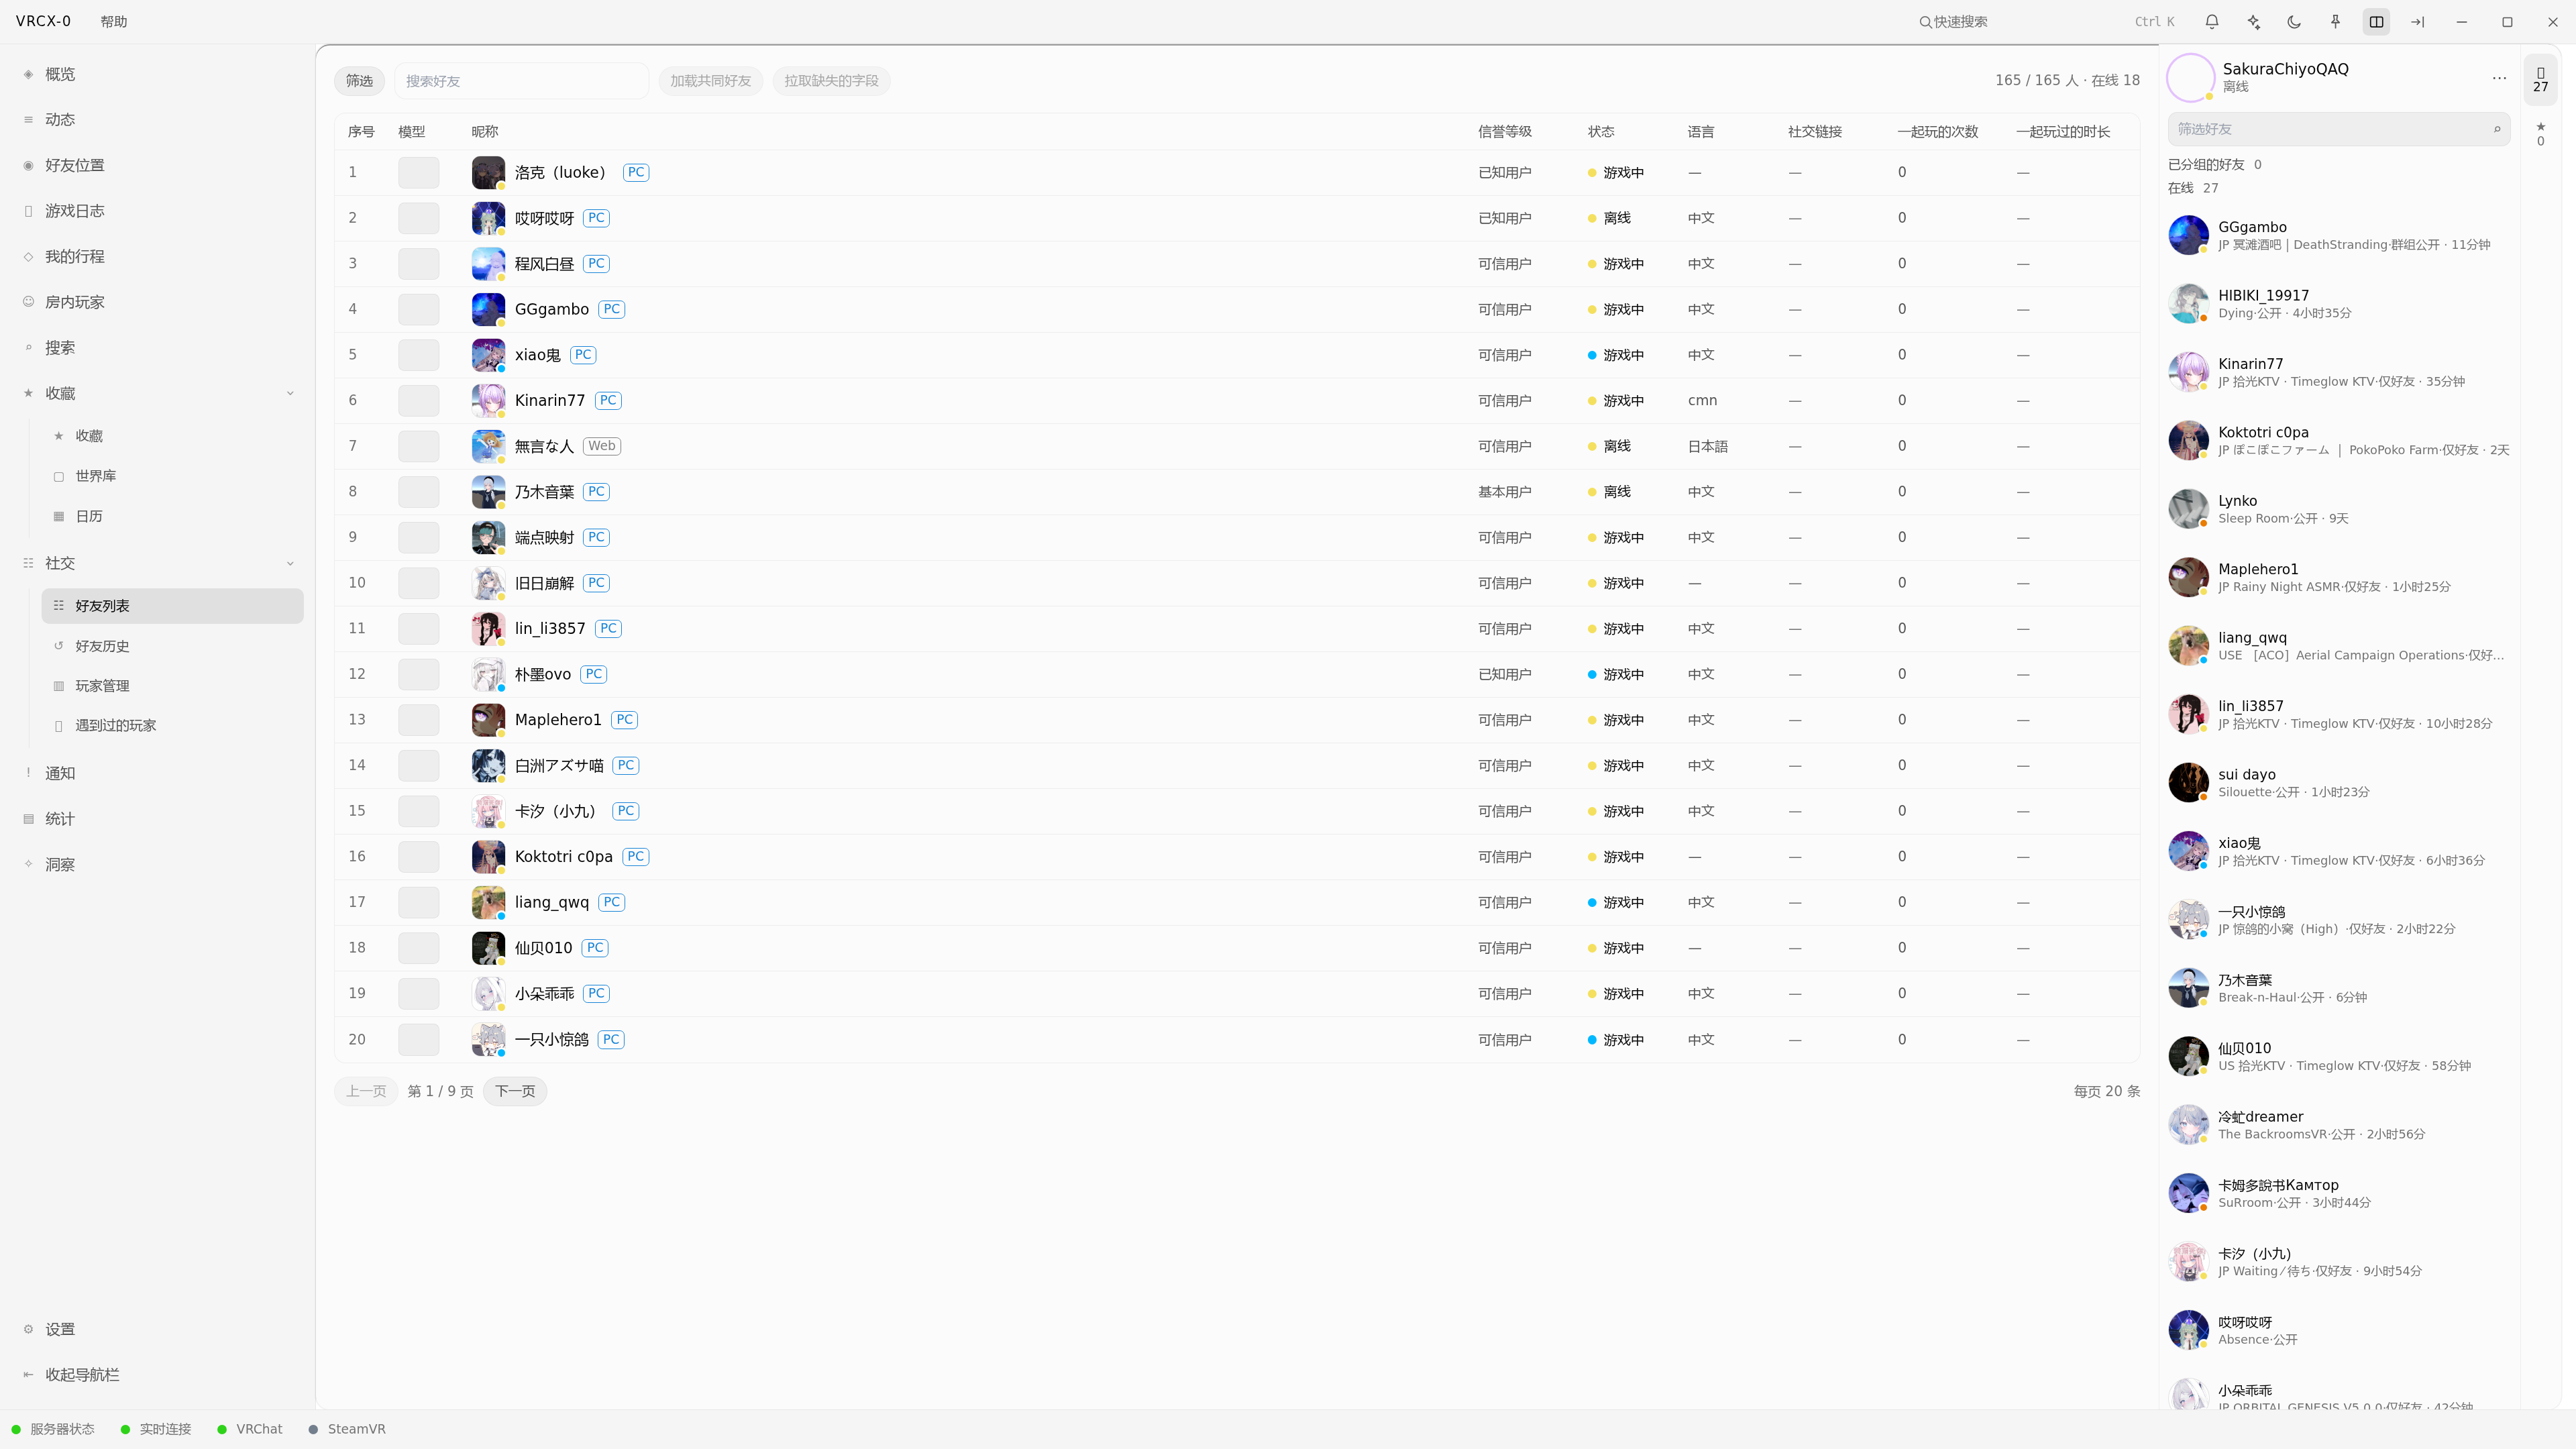 VRCX-0 帮助 快速搜索 Ctrl K
概览
动态
好友位置
游戏日志
我的行程
房内玩家
搜索
收藏
收藏
世界库
日历
社交
好友列表
好友历史
玩家管理
遇到过的玩家
通知
统计
洞察
设置
收起导航栏
筛选 搜索好友 加载共同好友 拉取缺失的字段 165 / 165 人 · 在线 18
序号 模型 昵称 信誉等级 状态 语言 社交链接 一起玩的次数 一起玩过的时长
1 洛克（luoke） PC 已知用户 游戏中 — — 0 —
2 哎呀哎呀 PC 已知用户 离线 中文 — 0 —
3 程风白昼 PC 可信用户 游戏中 中文 — 0 —
4 GGgambo PC 可信用户 游戏中 中文 — 0 —
5 xiao鬼 PC 可信用户 游戏中 中文 — 0 —
6 Kinarin77 PC 可信用户 游戏中 cmn — 0 —
7 無言な人 Web 可信用户 离线 日本語 — 0 —
8 乃木音葉 PC 基本用户 离线 中文 — 0 —
9 端点映射 PC 可信用户 游戏中 中文 — 0 —
10 旧日崩解 PC 可信用户 游戏中 — — 0 —
11 lin_li3857 PC 可信用户 游戏中 中文 — 0 —
12 朴墨ovo PC 已知用户 游戏中 中文 — 0 —
13 Maplehero1 PC 可信用户 游戏中 中文 — 0 —
14 白洲アズサ喵 PC 可信用户 游戏中 中文 — 0 —
15 卡汐（小九） PC 可信用户 游戏中 中文 — 0 —
16 Koktotri c0pa PC 可信用户 游戏中 — — 0 —
17 liang_qwq PC 可信用户 游戏中 中文 — 0 —
18 仙贝010 PC 可信用户 游戏中 — — 0 —
19 小朵乖乖 PC 可信用户 游戏中 中文 — 0 —
20 一只小惊鸽 PC 可信用户 游戏中 中文 — 0 —
上一页 第 1 / 9 页 下一页 每页 20 条
SakuraChiyoQAQ
离线
27
0
筛选好友
已分组的好友 0
在线 27
GGgambo
JP 冥滩酒吧 | DeathStranding·群组公开 · 11分钟
HIBIKI_19917
Dying·公开 · 4小时35分
Kinarin77
JP 拾光KTV · Timeglow KTV·仅好友 · 35分钟
Koktotri c0pa
JP ぽこぽこファーム ｜ PokoPoko Farm·仅好友 · 2天
Lynko
Sleep Room·公开 · 9天
Maplehero1
JP Rainy Night ASMR·仅好友 · 1小时25分
liang_qwq
USE ［ACO］Aerial Campaign Operations·仅好…
lin_li3857
JP 拾光KTV · Timeglow KTV·仅好友 · 10小时28分
sui dayo
Silouette·公开 · 1小时23分
xiao鬼
JP 拾光KTV · Timeglow KTV·仅好友 · 6小时36分
一只小惊鸽
JP 惊鸽的小窝（High）·仅好友 · 2小时22分
乃木音葉
Break-n-Haul·公开 · 6分钟
仙贝010
US 拾光KTV · Timeglow KTV·仅好友 · 58分钟
冷虻dreamer
The BackroomsVR·公开 · 2小时56分
卡姆多說书Камтор
SuRroom·公开 · 3小时44分
卡汐（小九）
JP Waiting⁄待ち·仅好友 · 9小时54分
哎呀哎呀
Absence·公开
小朵乖乖
JP ORBITAL GENESIS V5.0.0·仅好友 · 42分钟
服务器状态 实时连接 VRChat SteamVR